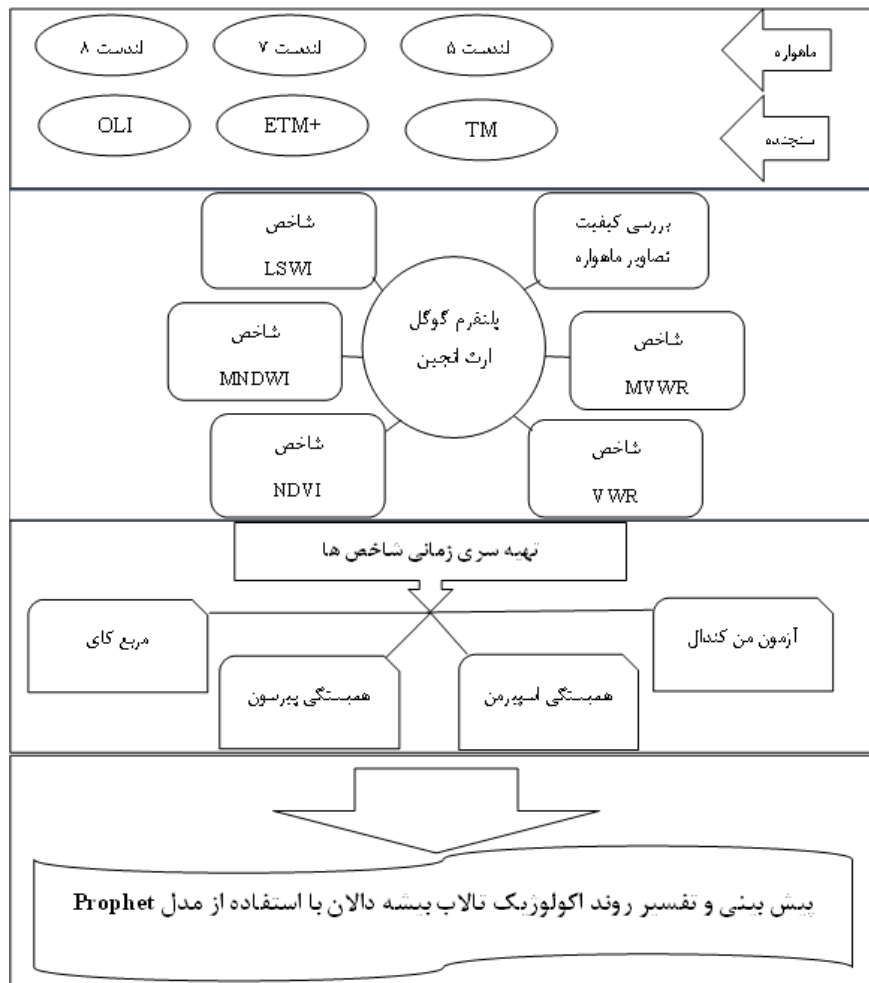 ماهواره
لندست ۵
لندست ۷
لندست ۸
سنجنده
TM
ETM+
OLI
بررسی کیفیت
تصاویر ماهواره
شاخص
LSWI
پلتفرم گوگل
ارث انجین
شاخص
MVWR
شاخص
MNDWI
شاخص
VWR
شاخص
NDVI
تهیه سری زمانی شاخص ها
آزمون من کندال
همبستگی اسپیرمن
همبستگی پیرسون
مربع کای
پیش بینی و تفسیر روند اکولوژیک تالاب بیشه دالان با استفاده از مدل Prophet